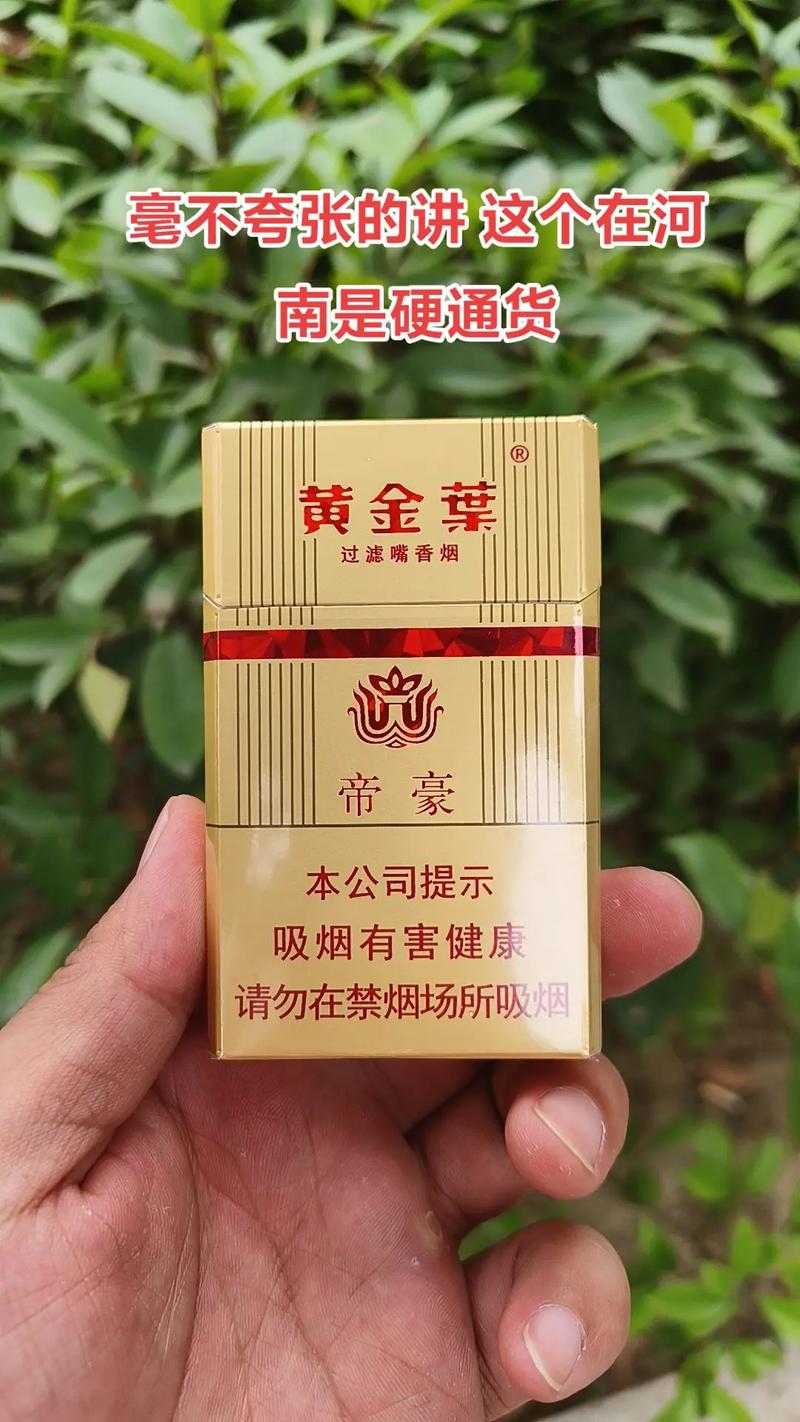 毫不夸张的讲 这个在河
南是硬通货
黄金葉®
过滤嘴香烟
帝豪
本公司提示
吸烟有害健康
请勿在禁烟场所吸烟